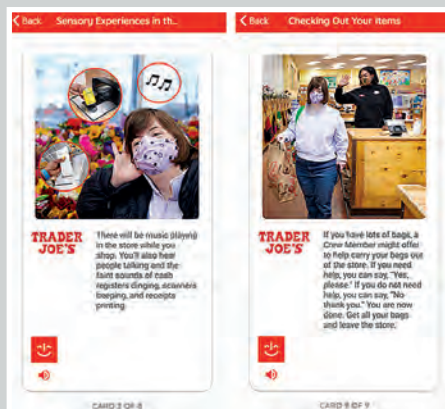 Back
Sensory Experiences in th...
TRADER JOE'S
There will be music playing
in the store while you
shop. You'll also hear
people talking and the
faint sounds of cash
registers dinging, scanners
beeping, and receipts
printing.
CARD 3 OF 8
Back
Checking Out Your Items
TRADER JOE'S
If you have lots of bags, a
Crew Member might offer
to help carry your bags out
of the store. If you need
help, you can say, "Yes,
please." If you do not need
help, you can say, "No
thank you." You are now
done. Get all your bags
and leave the store.
CARD 9 OF 9